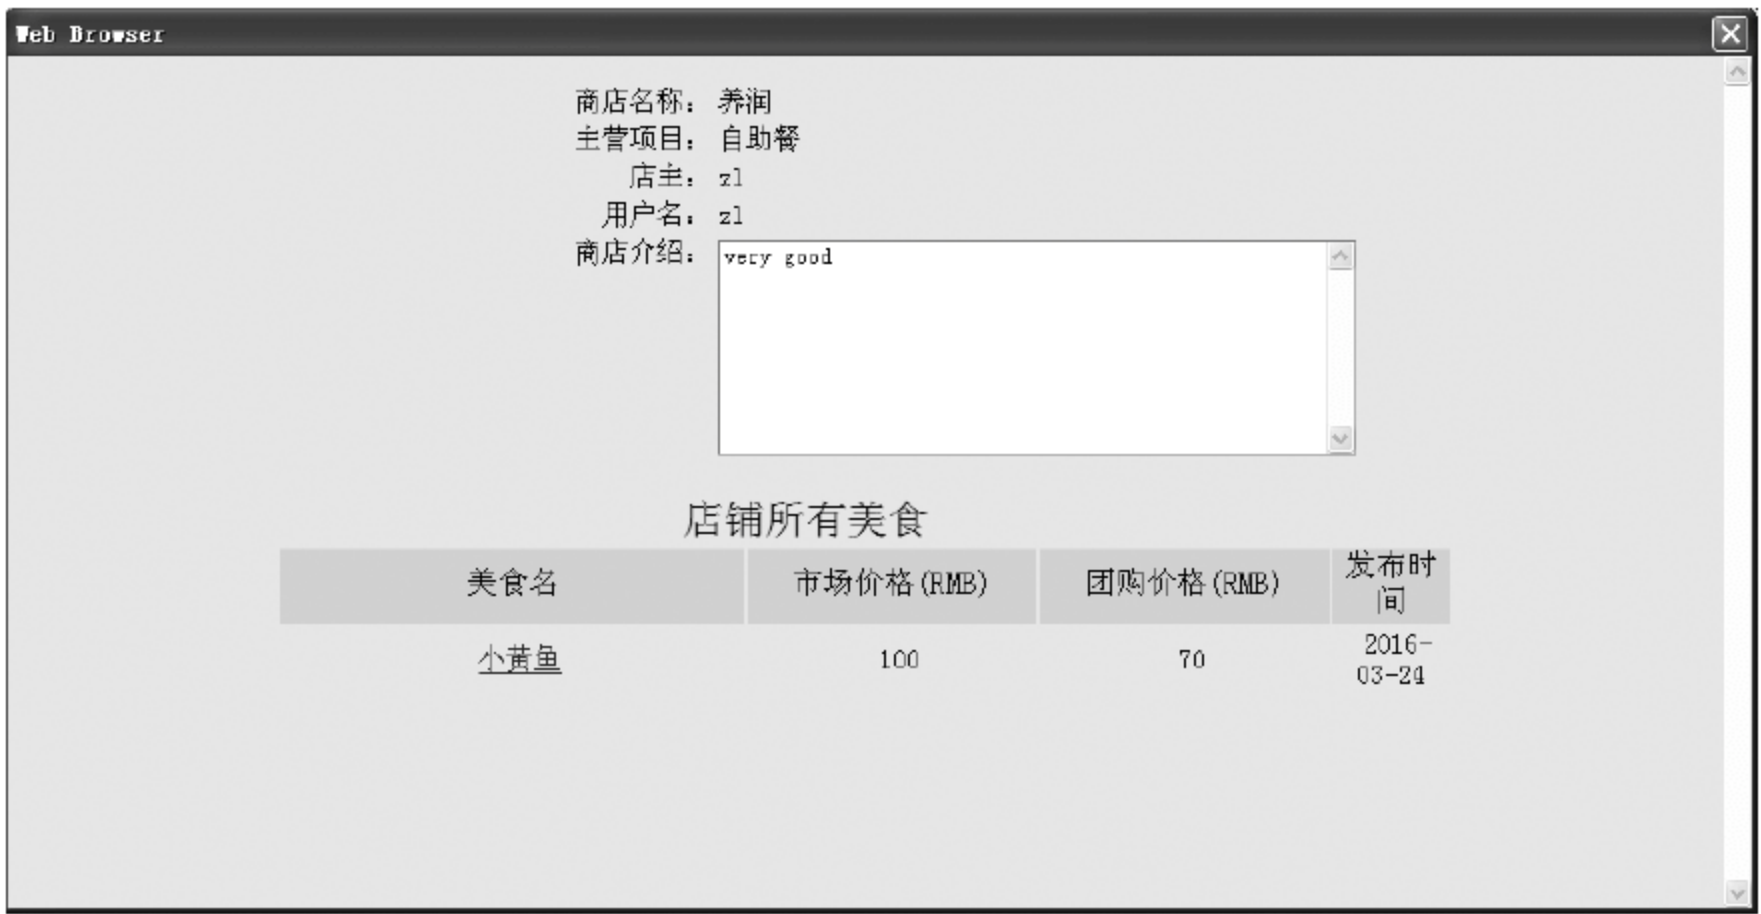 Web Browser
商店名称：养润
主营项目：自助餐
店主：zl
用户名：zl
商店介绍：very good
店铺所有美食
美食名 市场价格(RMB) 团购价格(RMB) 发布时
间
小黄鱼 100 70 2016-
03-24